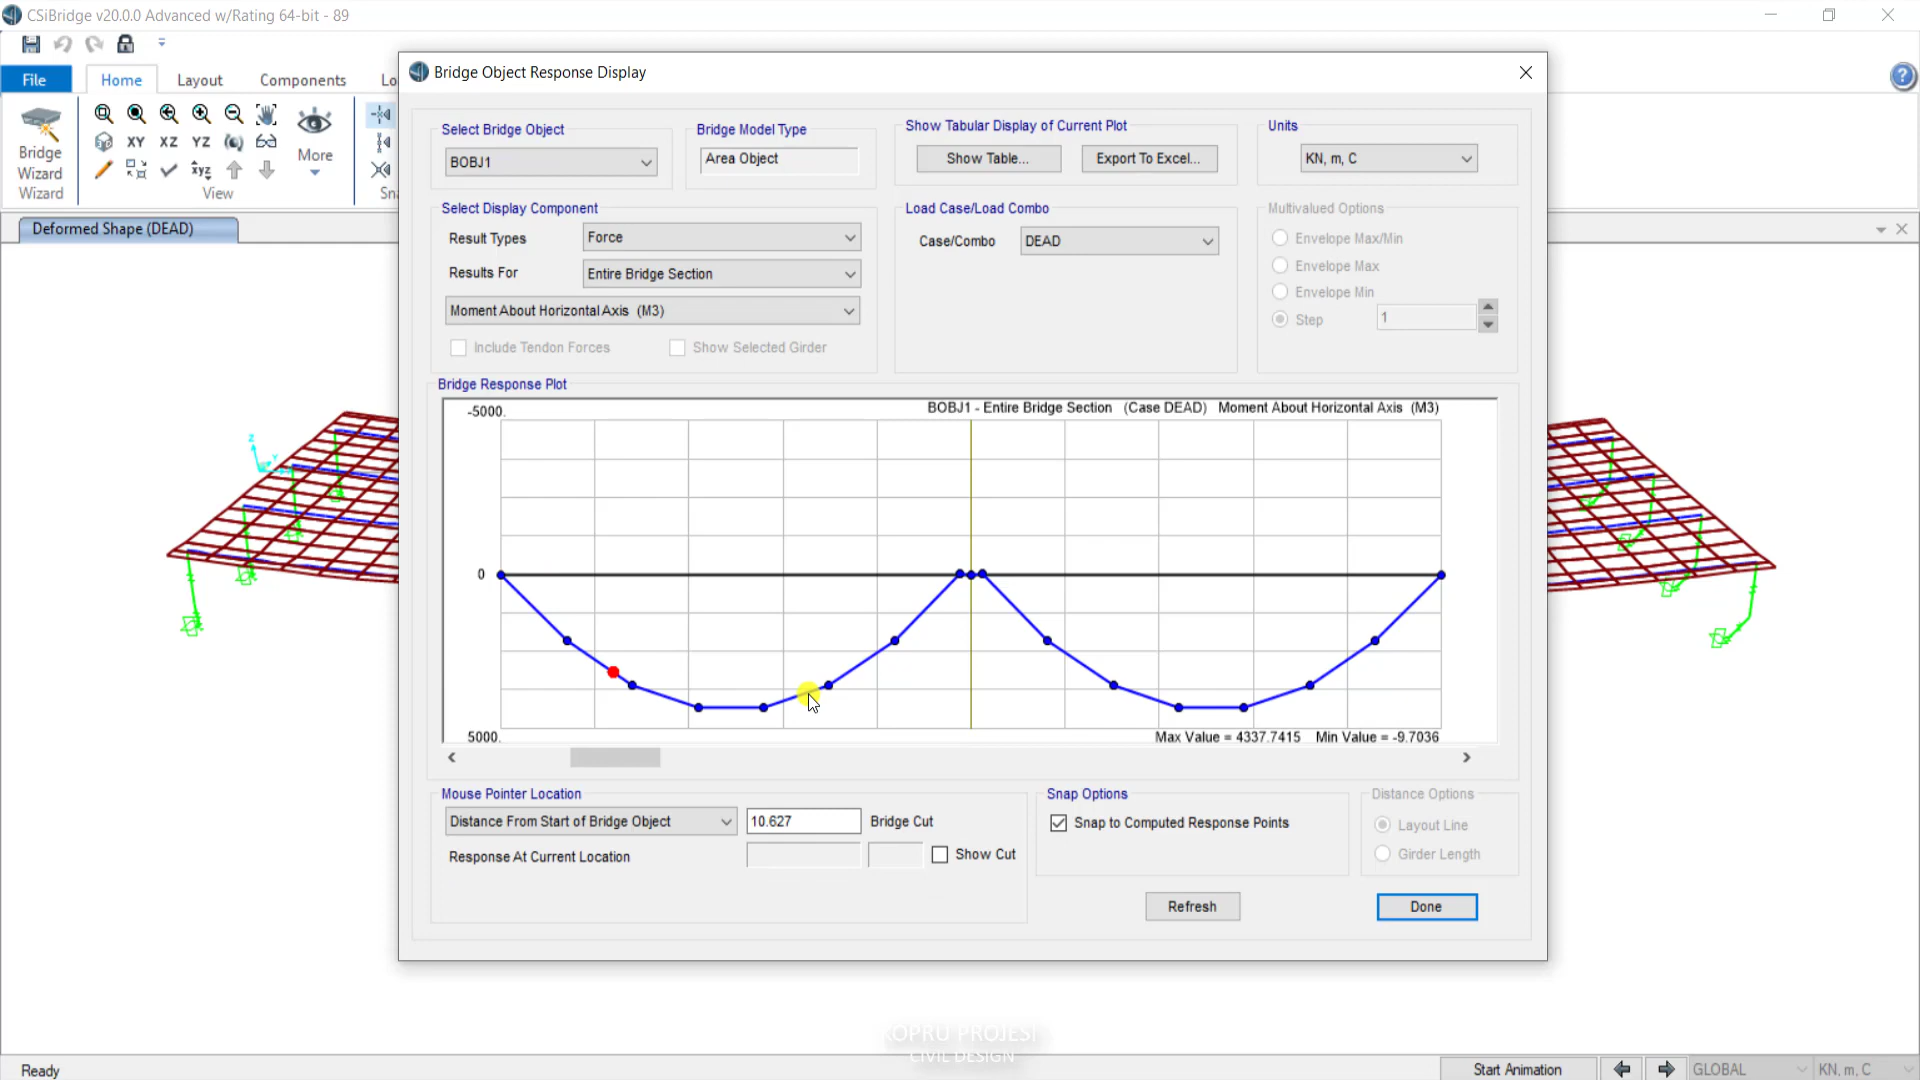 CSiBridge v20.0.0 Advanced w/Rating 64-bit - 89
File
Home
Layout
Components
Bridge Object Response Display
Bridge
Wizard
Wizard
XY
XZ
YZ
xyz
More
View
Select Bridge Object
BOBJ1
Bridge Model Type
Area Object
Show Tabular Display of Current Plot
Show Table...
Export To Excel...
Units
KN, m, C
Deformed Shape (DEAD)
Select Display Component
Result Types
Force
Results For
Entire Bridge Section
Moment About Horizontal Axis (M3)
Include Tendon Forces
Show Selected Girder
Load Case/Load Combo
Case/Combo
DEAD
Multivalued Options
Envelope Max/Min
Envelope Max
Envelope Min
Step
1
Bridge Response Plot
-5000.
BOBJ1 - Entire Bridge Section (Case DEAD) Moment About Horizontal Axis (M3)
0
5000.
Max Value = 4337.7415 Min Value = -9.7036
Z
Y
Mouse Pointer Location
Distance From Start of Bridge Object
10.627
Bridge Cut
Response At Current Location
Show Cut
Snap Options
Snap to Computed Response Points
Distance Options
Layout Line
Girder Length
Refresh
Done
KOPRU PROJESI
CIVIL DESIGN
Ready
Start Animation
GLOBAL
KN, m, C